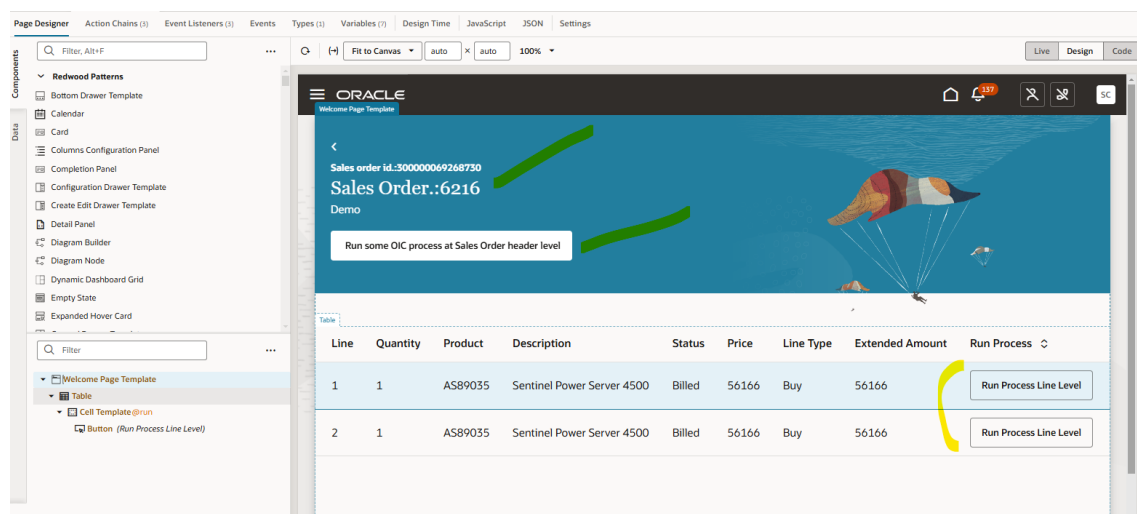 Page Designer Action Chains (3) Event Listeners (3) Events Types (1) Variables (7) Design Time JavaScript JSON Settings
Components
Data
Filter, Alt+F
Redwood Patterns
Bottom Drawer Template
Calendar
Card
Columns Configuration Panel
Completion Panel
Configuration Drawer Template
Create Edit Drawer Template
Detail Panel
Diagram Builder
Diagram Node
Dynamic Dashboard Grid
Empty State
Expanded Hover Card
Filter
Welcome Page Template
Table
Cell Template@run
Button (Run Process Line Level)
Fit to Canvas auto × auto 100% Live Design Code
ORACLE 137 SC
Welcome Page Template
Sales order id.:300000069268730
Sales Order.:6216
Demo
Run some OIC process at Sales Order header level
Table
Line Quantity Product Description Status Price Line Type Extended Amount Run Process
1 1 AS89035 Sentinel Power Server 4500 Billed 56166 Buy 56166 Run Process Line Level
2 1 AS89035 Sentinel Power Server 4500 Billed 56166 Buy 56166 Run Process Line Level